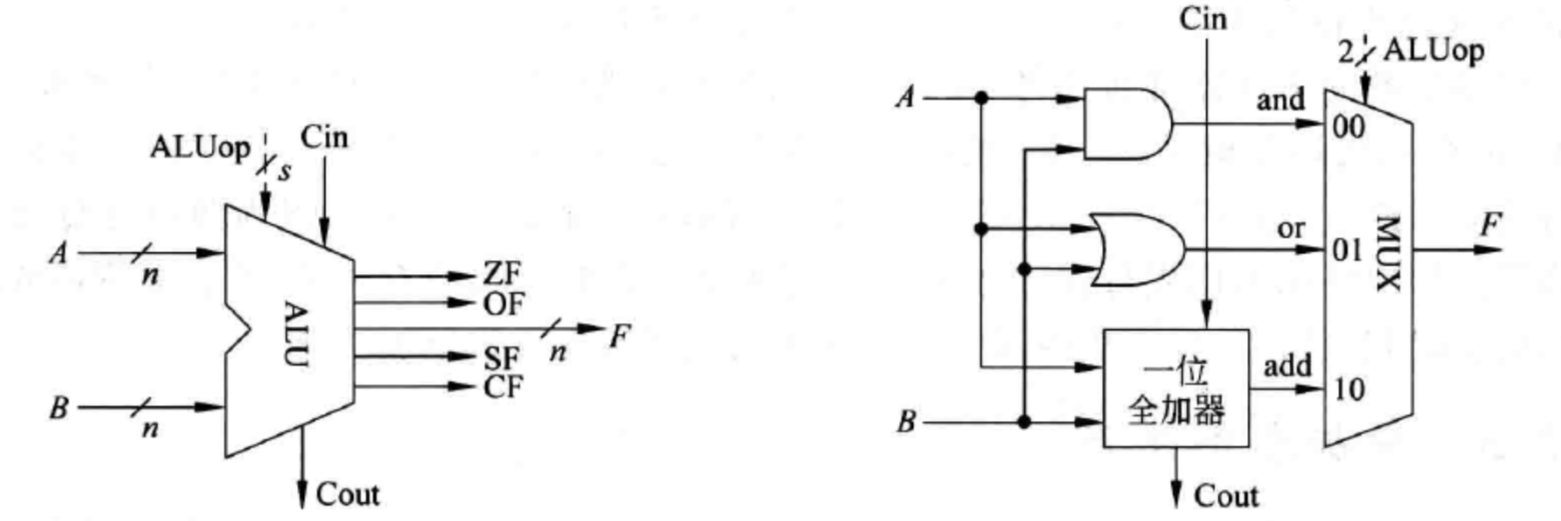 ALUop
s
Cin
A
n
B
n
ALU
ZF
OF
F
n
SF
CF
Cout
Cin
2 ALUop
A
B
and
or
add
00
01
10
MUX
F
一位
全加器
Cout